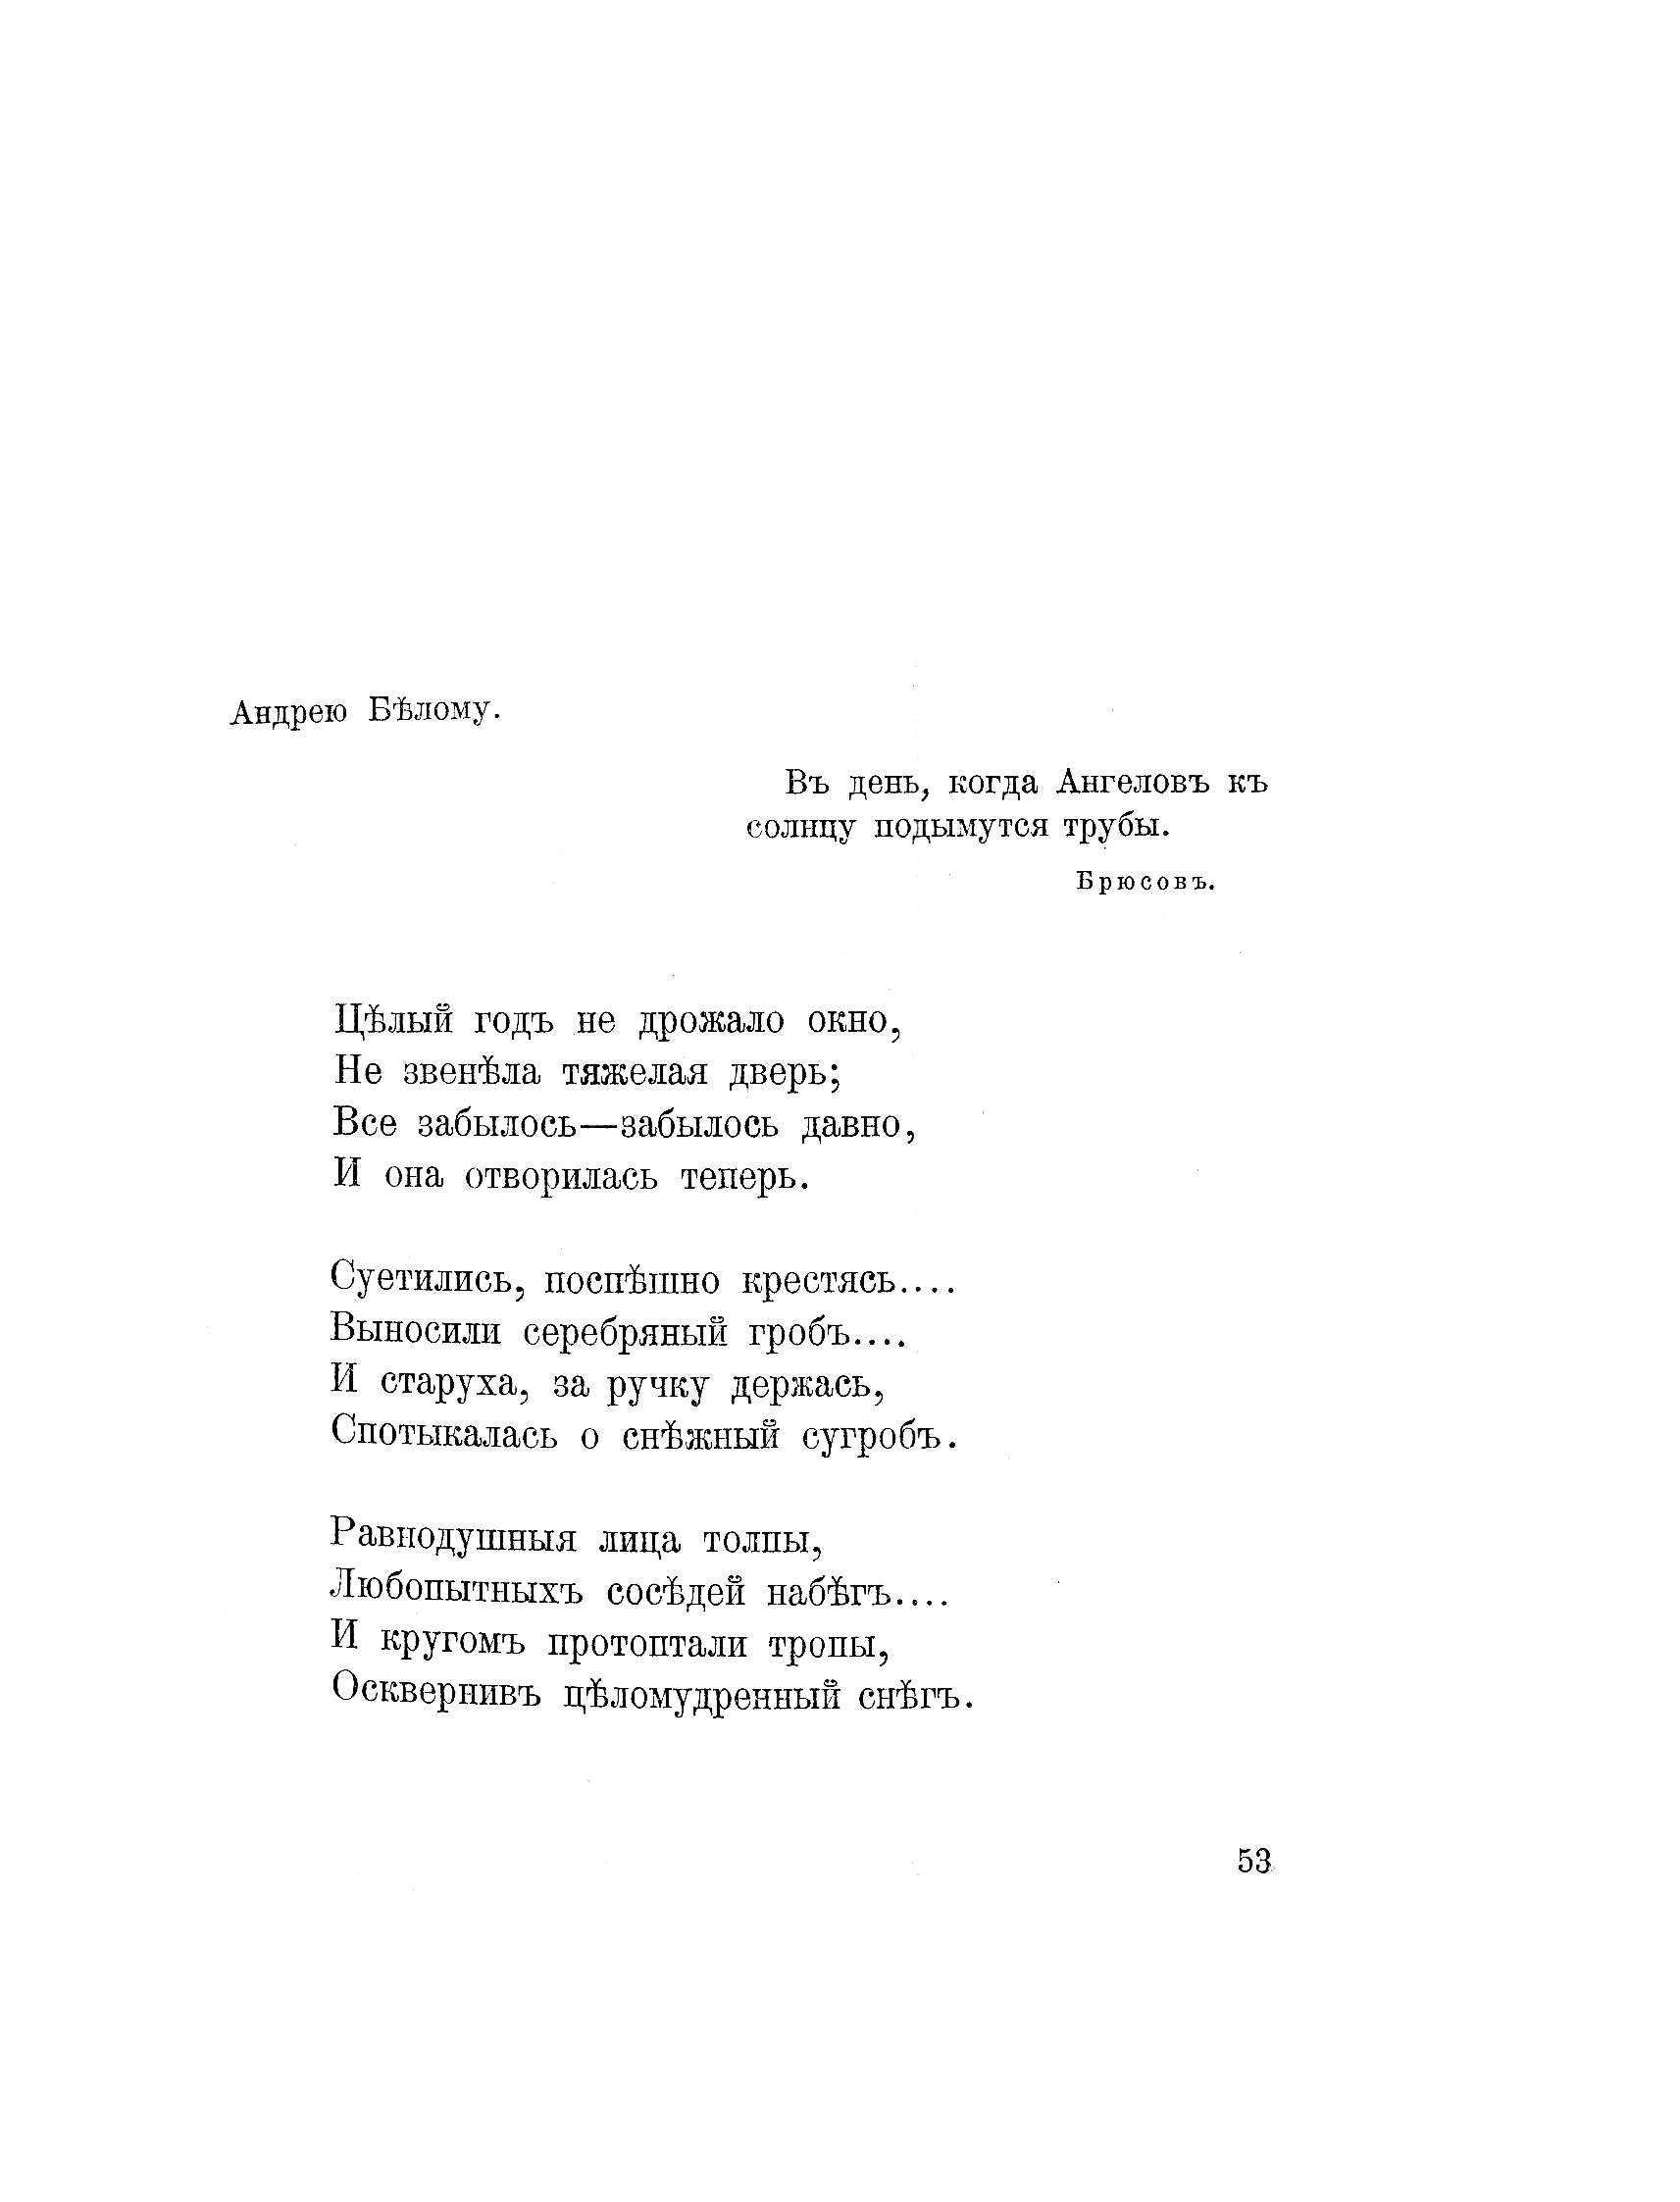 Андрею Бѣлому.
Въ день, когда Ангеловъ къ
солнцу подымутся трубы.
Брюсовъ.
Цѣлый годъ не дрожало окно,
Не звенѣла тяжелая дверь;
Все забылось—забылось давно,
И она отворилась теперь.
Суетились, поспѣшно крестясь....
Выносили серебряный гробъ....
И старуха, за ручку держась,
Спотыкалась о снѣжный сугробъ.
Равнодушныя лица толпы,
Любопытныхъ сосѣдей набѣгъ....
И кругомъ протоптали тропы,
Осквернивъ цѣломудренный снѣгъ.
53